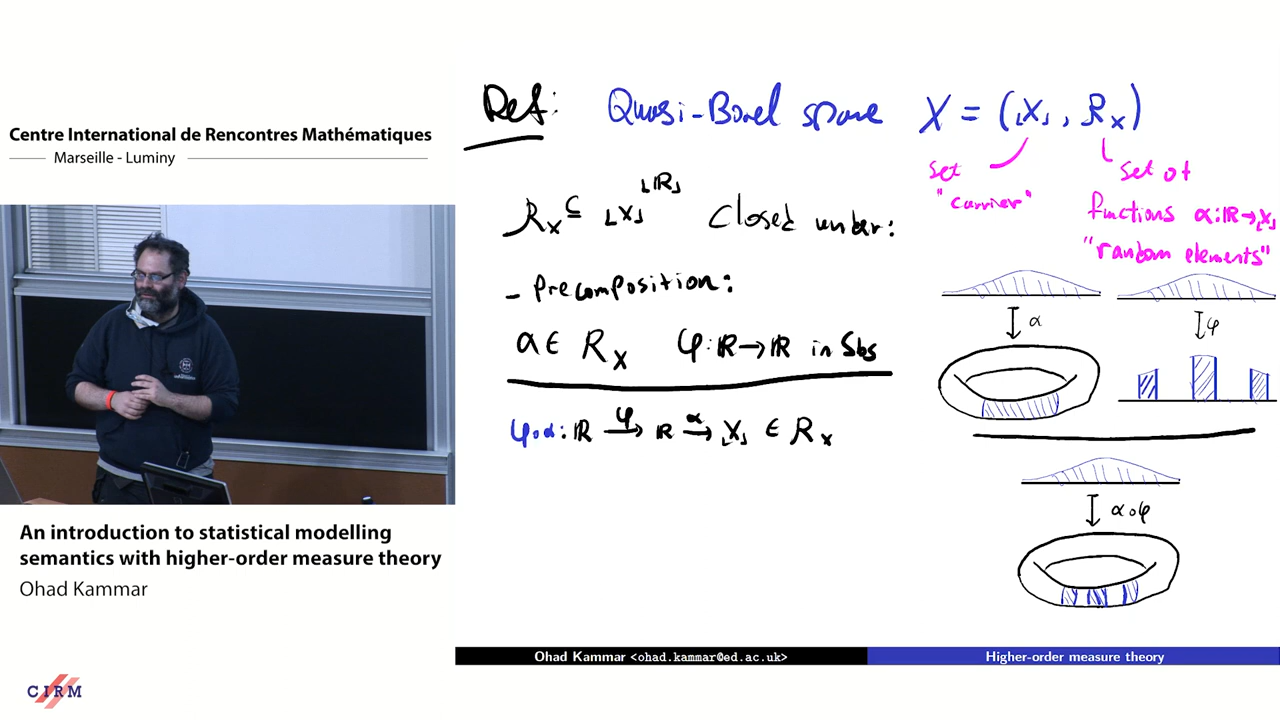 Centre International de Rencontres Mathématiques
Marseille - Luminy
An introduction to statistical modelling
semantics with higher-order measure theory
Ohad Kammar
CIRM
Def: Quasi-Borel space X = (⌞X⌟, R_X)
set
"carrier"
set of
functions α: ℝ→⌞X⌟
"random elements"
R_X ⊆ ⌞X⌟^⌞ℝ⌟ Closed under:
- Precomposition:
α ∈ R_X φ: ℝ→ℝ in Sbs
φ∘α: ℝ →φ ℝ →α ⌞X⌟ ∈ R_X
α
φ
α∘φ
Ohad Kammar <ohad.kammar@ed.ac.uk>
Higher-order measure theory